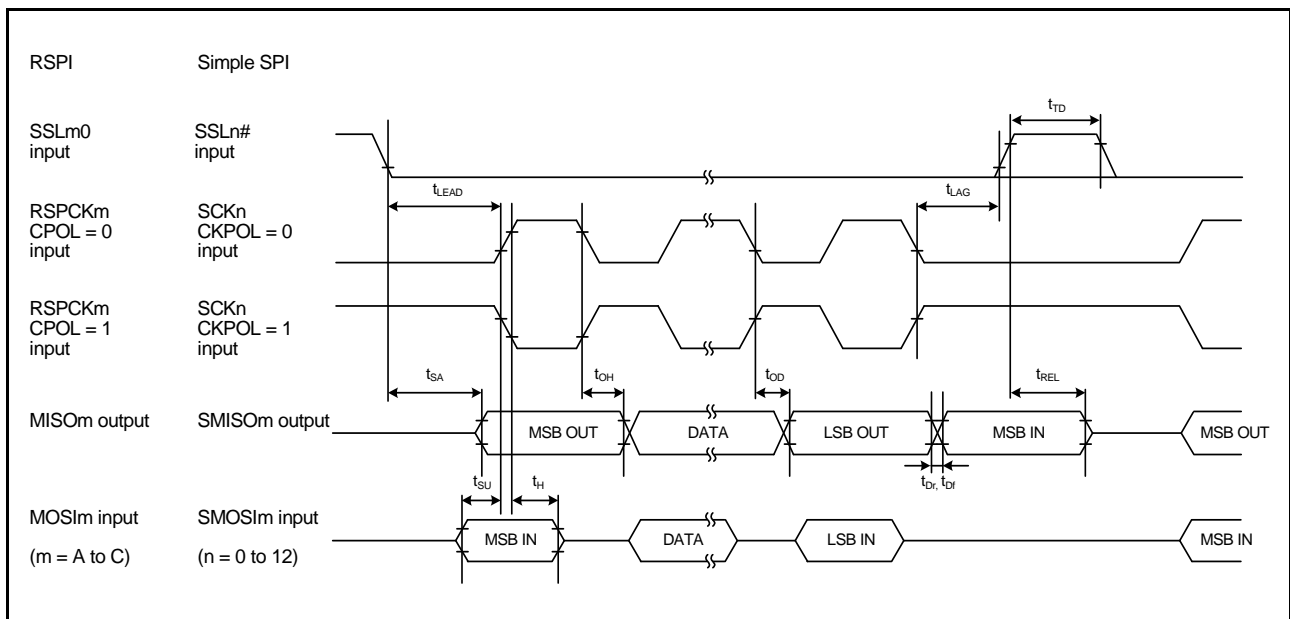 RSPI Simple SPI
SSLm0 SSLn#
input input
tTD
tLEAD
tLAG
RSPCKm SCKn
CPOL = 0 CKPOL = 0
input input
RSPCKm SCKn
CPOL = 1 CKPOL = 1
input input
tSA
tOH
tOD
tREL
MISOm output SMISOm output
MSB OUT DATA LSB OUT MSB IN MSB OUT
tSU tH
tDr, tDf
MOSIm input SMOSIm input
MSB IN DATA LSB IN MSB IN
(m = A to C) (n = 0 to 12)